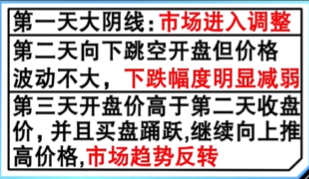 第一天大阴线:市场进入调整
第二天向下跳空开盘但价格
波动不大,下跌幅度明显减弱
第三天开盘价高于第二天收盘
价,并且买盘踊跃,继续向上推
高价格,市场趋势反转